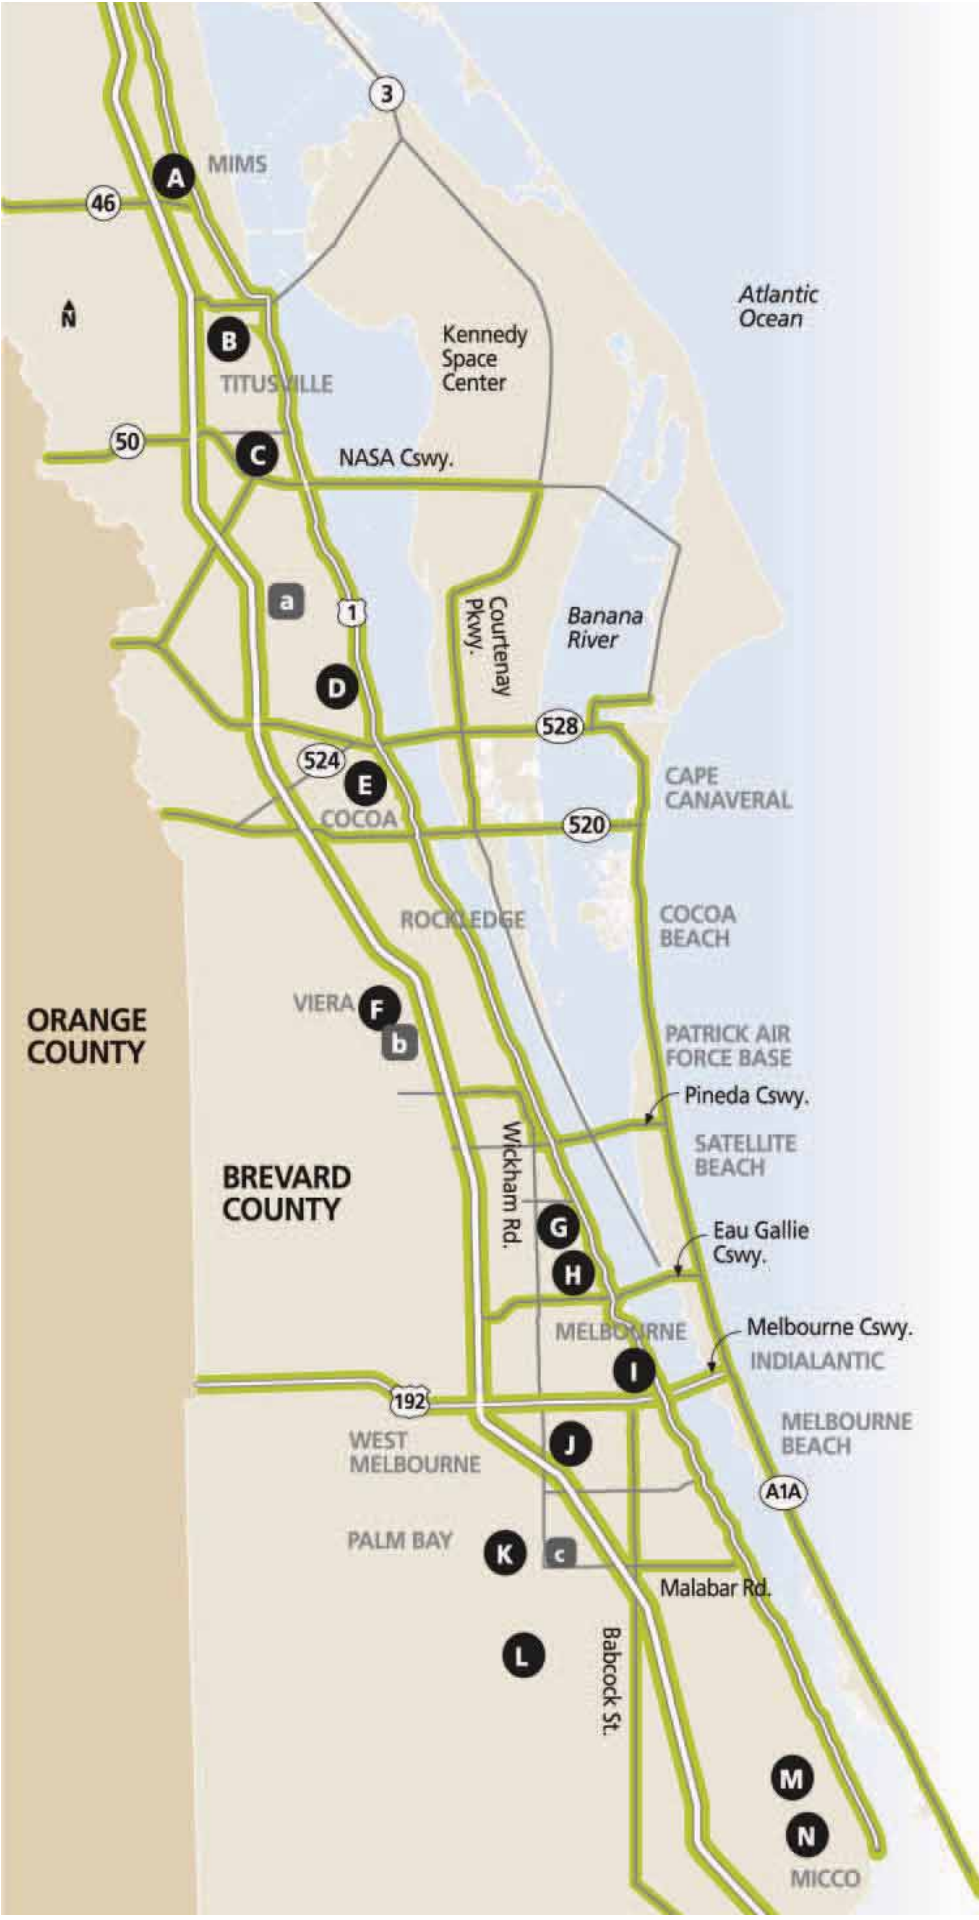 3
A
MIMS
46
Atlantic
Ocean
N
B
Kennedy
Space
Center
TITUSVILLE
50
C
NASA Cswy.
a
1
Courtenay
Pkwy.
Banana
River
D
528
524
E
CAPE
CANAVERAL
COCOA
520
ROCKLEDGE
COCOA
BEACH
VIERA
F
b
ORANGE
COUNTY
PATRICK AIR
FORCE BASE
Pineda Cswy.
Wickham Rd.
SATELLITE
BEACH
BREVARD
COUNTY
G
Eau Gallie
Cswy.
H
MELBOURNE
Melbourne Cswy.
INDIALANTIC
I
192
MELBOURNE
BEACH
WEST
MELBOURNE
J
A1A
PALM BAY
K
c
Malabar Rd.
Babcock St.
L
M
N
MICCO